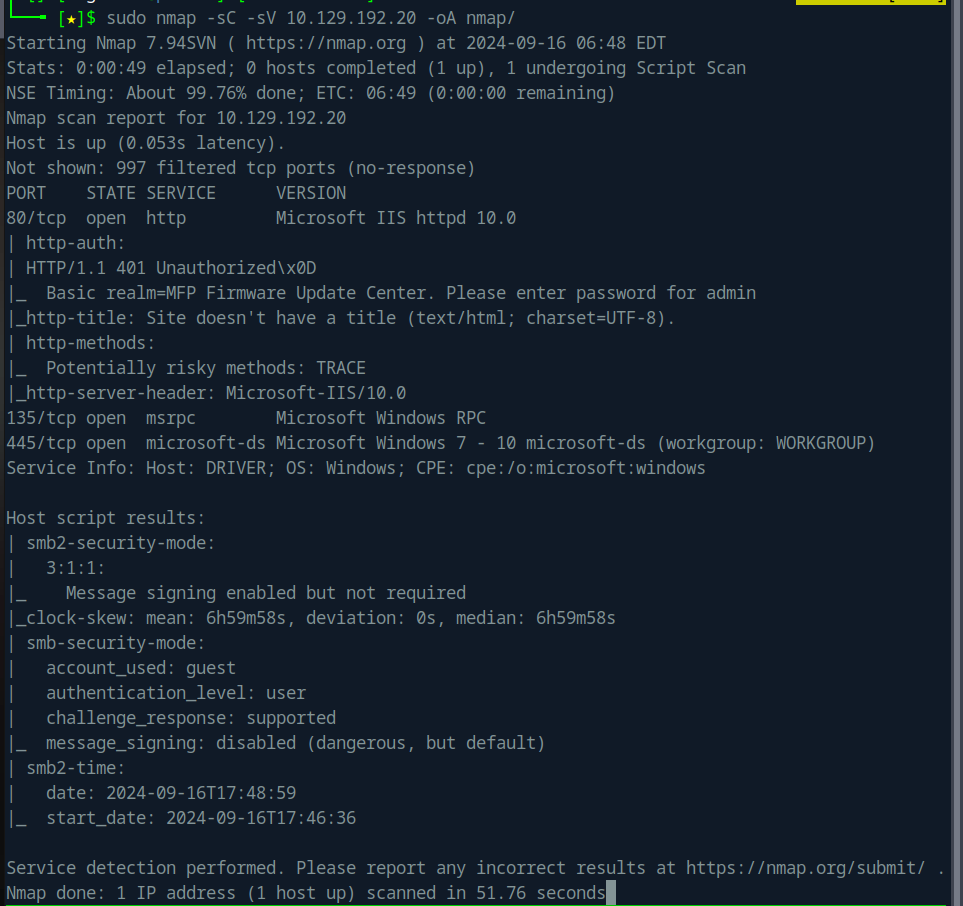 [★]$ sudo nmap -sC -sV 10.129.192.20 -oA nmap/
Starting Nmap 7.94SVN ( https://nmap.org ) at 2024-09-16 06:48 EDT
Stats: 0:00:49 elapsed; 0 hosts completed (1 up), 1 undergoing Script Scan
NSE Timing: About 99.76% done; ETC: 06:49 (0:00:00 remaining)
Nmap scan report for 10.129.192.20
Host is up (0.053s latency).
Not shown: 997 filtered tcp ports (no-response)
PORT    STATE SERVICE      VERSION
80/tcp  open  http         Microsoft IIS httpd 10.0
| http-auth:
| HTTP/1.1 401 Unauthorized\x0D
|_  Basic realm=MFP Firmware Update Center. Please enter password for admin
|_http-title: Site doesn't have a title (text/html; charset=UTF-8).
| http-methods:
|_  Potentially risky methods: TRACE
|_http-server-header: Microsoft-IIS/10.0
135/tcp open  msrpc        Microsoft Windows RPC
445/tcp open  microsoft-ds Microsoft Windows 7 - 10 microsoft-ds (workgroup: WORKGROUP)
Service Info: Host: DRIVER; OS: Windows; CPE: cpe:/o:microsoft:windows

Host script results:
| smb2-security-mode:
|   3:1:1:
|_    Message signing enabled but not required
|_clock-skew: mean: 6h59m58s, deviation: 0s, median: 6h59m58s
| smb-security-mode:
|   account_used: guest
|   authentication_level: user
|   challenge_response: supported
|_  message_signing: disabled (dangerous, but default)
| smb2-time:
|   date: 2024-09-16T17:48:59
|_  start_date: 2024-09-16T17:46:36

Service detection performed. Please report any incorrect results at https://nmap.org/submit/ .
Nmap done: 1 IP address (1 host up) scanned in 51.76 seconds